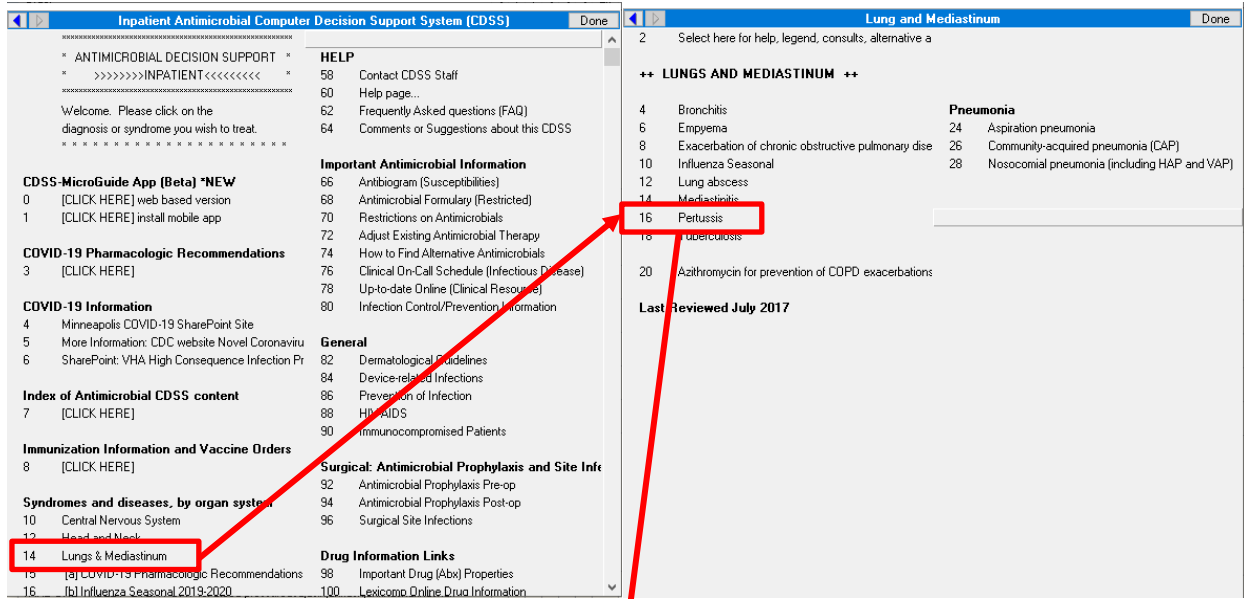 Inpatient Antimicrobial Computer Decision Support System (CDSS) Done
* ANTIMICROBIAL DECISION SUPPORT *
* >>>>>>>>INPATIENT<<<<<<<<< *
Welcome. Please click on the
diagnosis or syndrome you wish to treat.
CDSS-MicroGuide App (Beta) *NEW
0 [CLICK HERE] web based version
1 [CLICK HERE] install mobile app
COVID-19 Pharmacologic Recommendations
3 [CLICK HERE]
COVID-19 Information
4 Minneapolis COVID-19 SharePoint Site
5 More Information: CDC website Novel Coronaviru
6 SharePoint: VHA High Consequence Infection Pr
Index of Antimicrobial CDSS content
7 [CLICK HERE]
Immunization Information and Vaccine Orders
8 [CLICK HERE]
Syndromes and diseases, by organ system
10 Central Nervous System
12 Head and Neck
14 Lungs & Mediastinum
15 [a] COVID-19 Pharmacologic Recommendations
16 [b] Influenza Seasonal 2019-2020
HELP
58 Contact CDSS Staff
60 Help page...
62 Frequently Asked questions (FAQ)
64 Comments or Suggestions about this CDSS
Important Antimicrobial Information
66 Antibiogram (Susceptibilities)
68 Antimicrobial Formulary (Restricted)
70 Restrictions on Antimicrobials
72 Adjust Existing Antimicrobial Therapy
74 How to Find Alternative Antimicrobials
76 Clinical On-Call Schedule (Infectious Disease)
78 Up-to-date Online (Clinical Resource)
80 Infection Control/Prevention Information
General
82 Dermatological Guidelines
84 Device-related Infections
86 Prevention of Infection
88 HIV/AIDS
90 Immunocompromised Patients
Surgical: Antimicrobial Prophylaxis and Site Infe
92 Antimicrobial Prophylaxis Pre-op
94 Antimicrobial Prophylaxis Post-op
96 Surgical Site Infections
Drug Information Links
98 Important Drug (Abx) Properties
100 Lexicomp Online Drug Information
Lung and Mediastinum Done
2 Select here for help, legend, consults, alternative a
++ LUNGS AND MEDIASTINUM ++
4 Bronchitis
6 Empyema
8 Exacerbation of chronic obstructive pulmonary dise
10 Influenza Seasonal
12 Lung abscess
14 Mediastinitis
16 Pertussis
18 Tuberculosis
20 Azithromycin for prevention of COPD exacerbations
Last Reviewed July 2017
Pneumonia
24 Aspiration pneumonia
26 Community-acquired pneumonia (CAP)
28 Nosocomial pneumonia (including HAP and VAP)